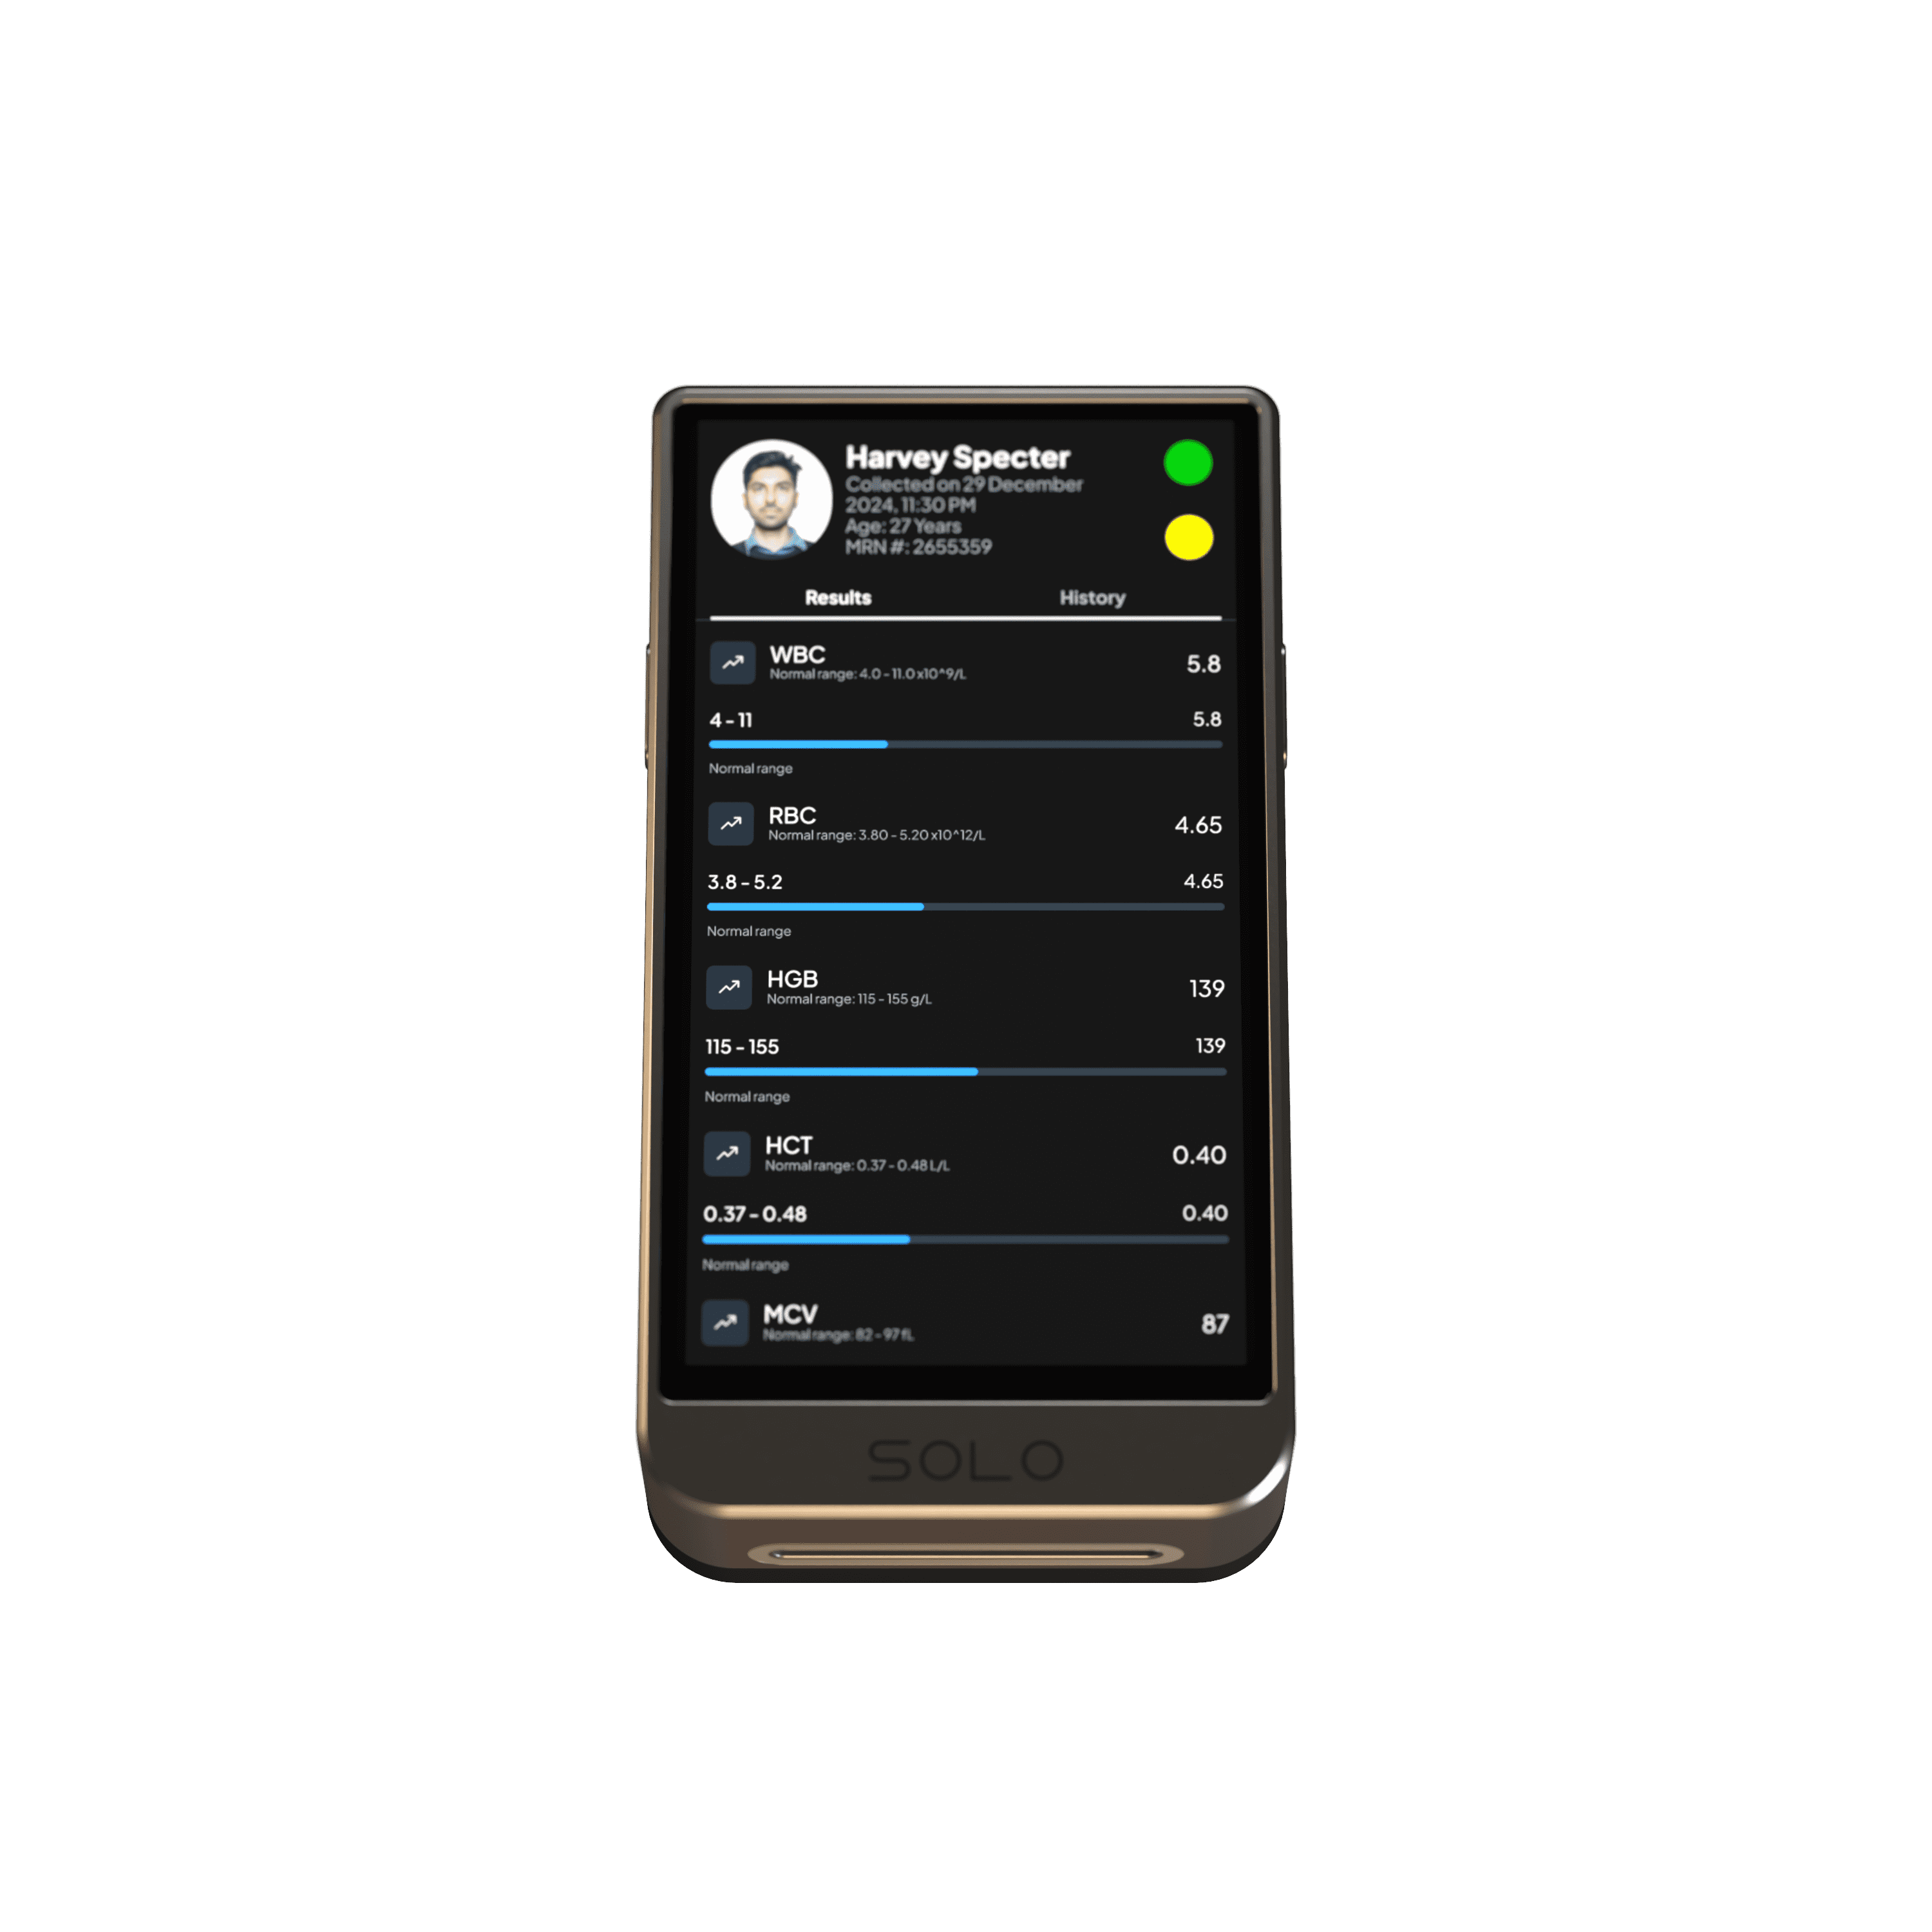 Harvey Specter
Collected on 29 December
2024, 11:30 PM
Age: 27 Years
MRN #: 2655359
Results History
WBC
Normal range: 4.0 - 11.0 x10^9/L
5.8
4 - 11 5.8
Normal range
RBC
Normal range: 3.80 - 5.20 x10^12/L
4.65
3.8 - 5.2 4.65
Normal range
HGB
Normal range: 115 - 155 g/L
139
115 - 155 139
Normal range
HCT
Normal range: 0.37 - 0.48 L/L
0.40
0.37 - 0.48 0.40
Normal range
MCV
Normal range: 82 - 97 fL
87
SOLO